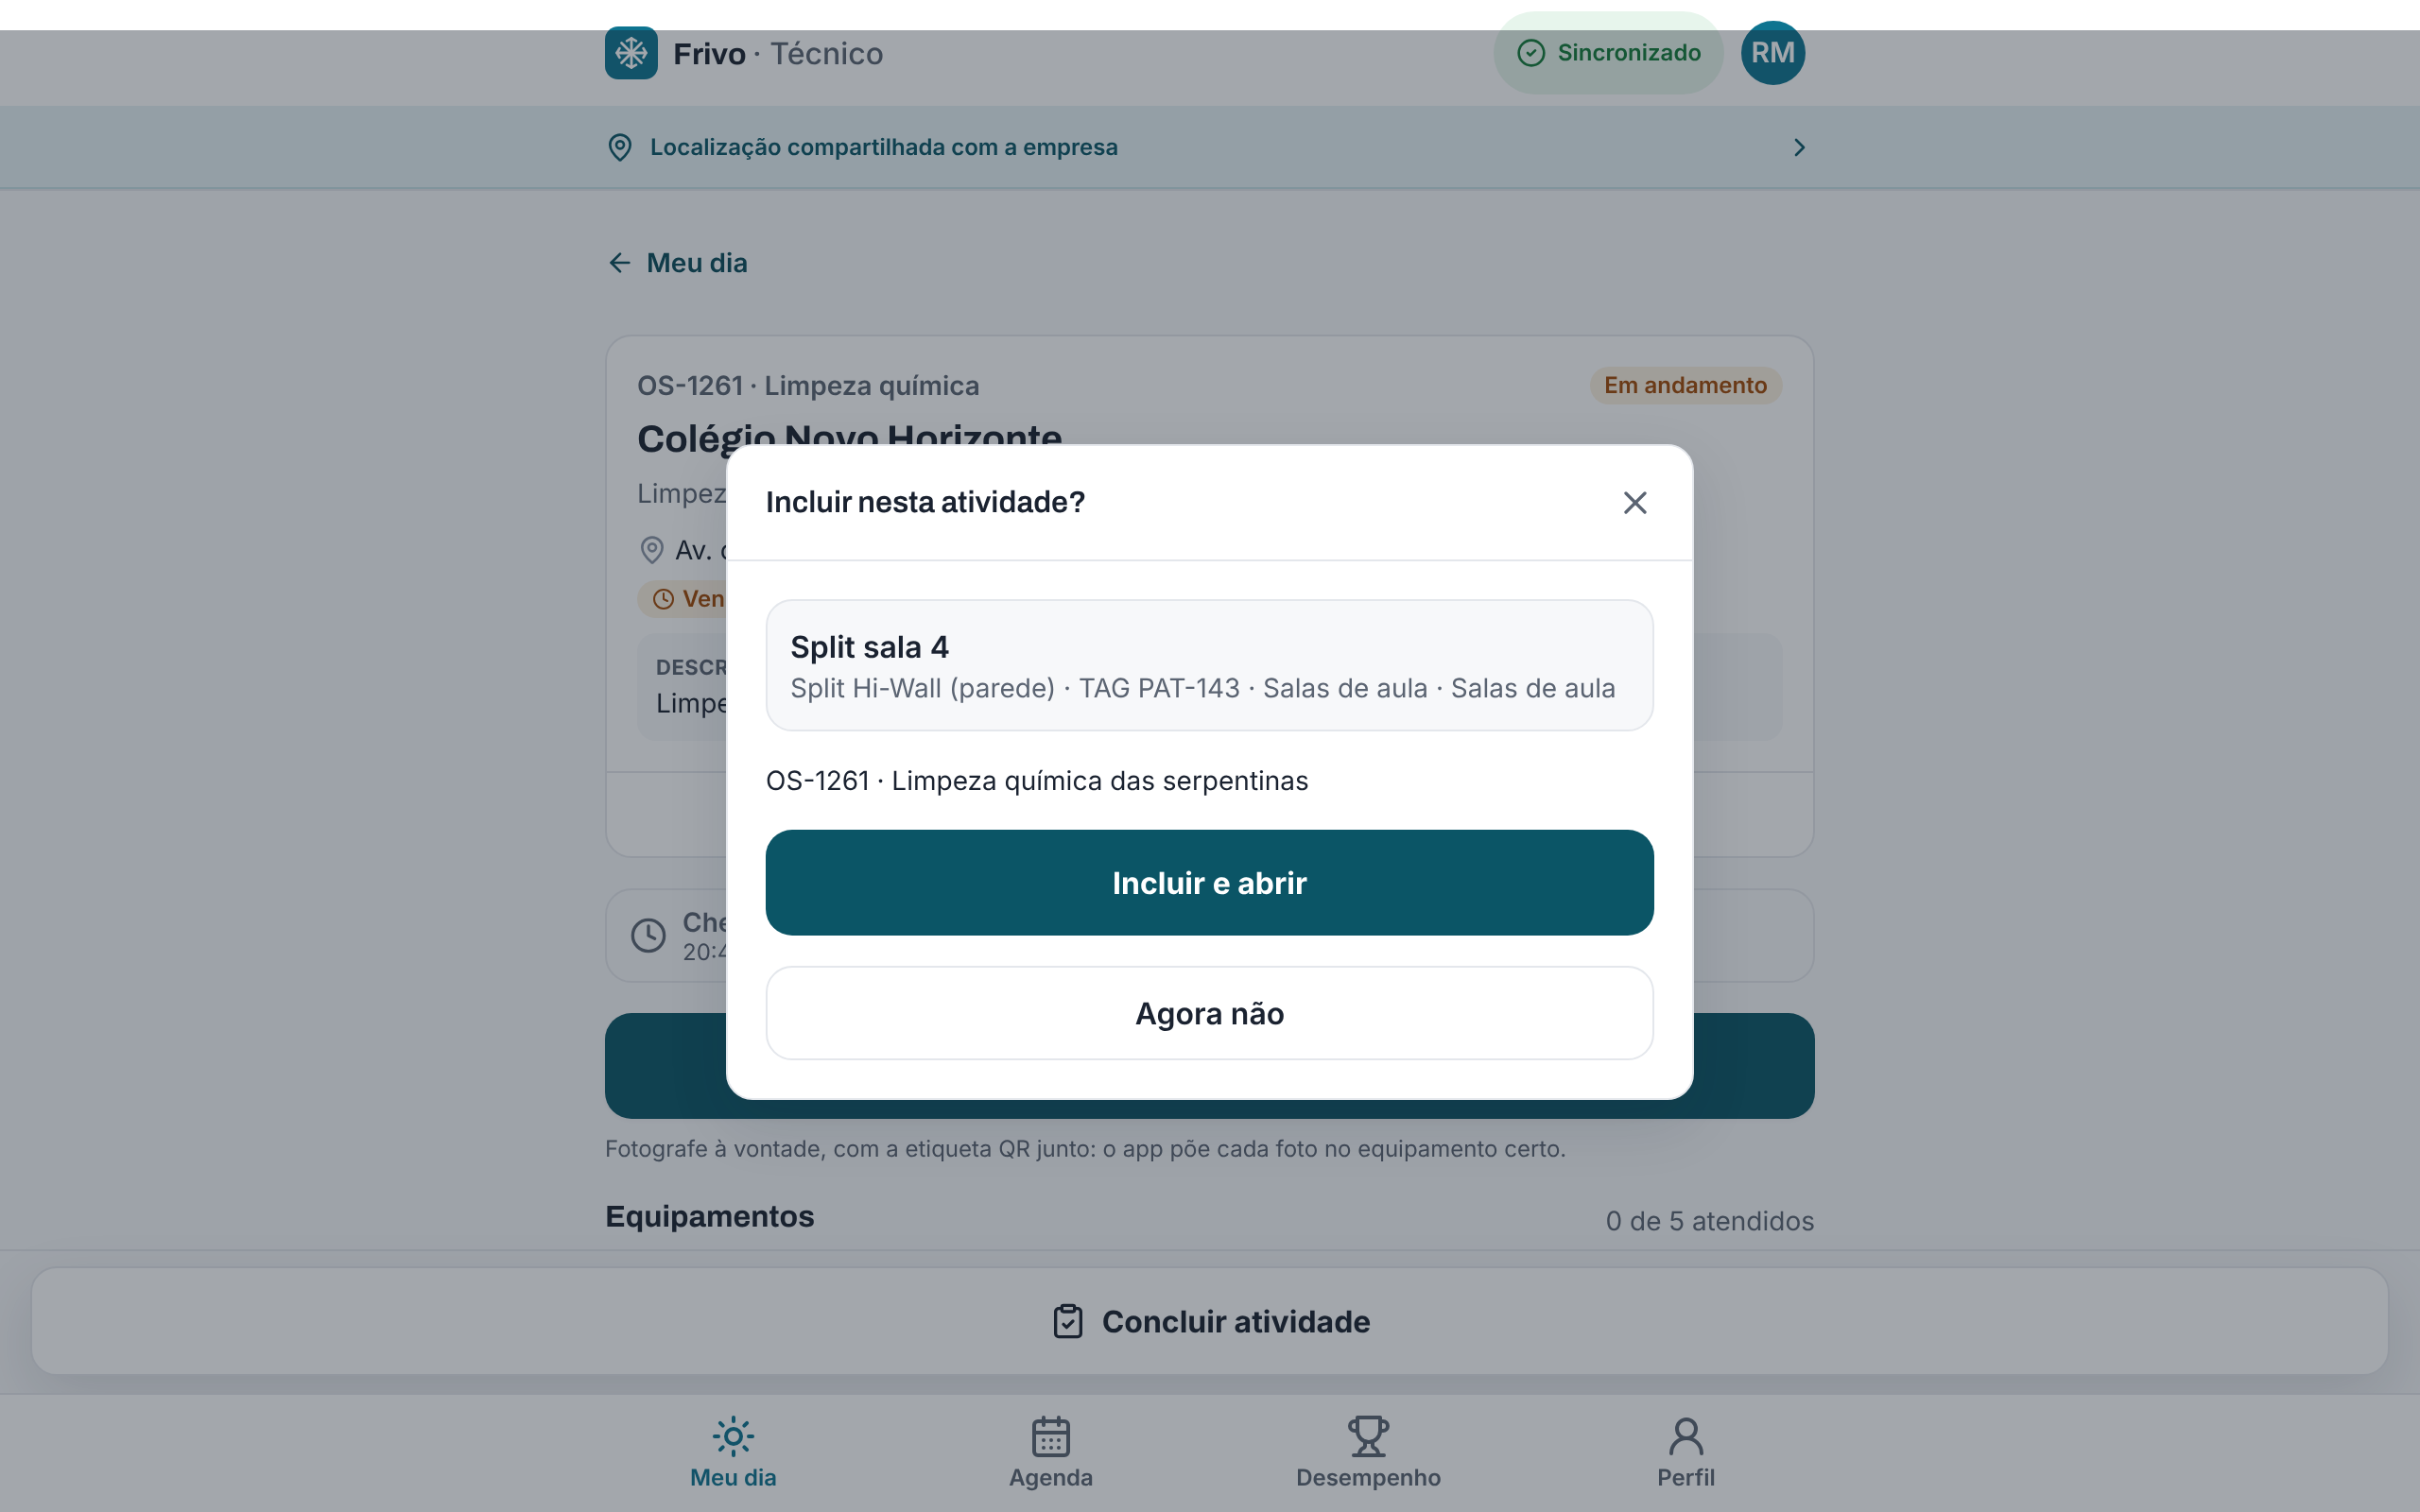 Frivo · Técnico
Sincronizado
RM
Localização compartilhada com a empresa
Meu dia
OS-1261 · Limpeza química
Em andamento
Colégio Novo Horizonte
Incluir nesta atividade?
Split sala 4
Split Hi-Wall (parede) · TAG PAT-143 · Salas de aula · Salas de aula
OS-1261 · Limpeza química das serpentinas
Incluir e abrir
Agora não
Av.
Fotografe à vontade, com a etiqueta QR junto: o app põe cada foto no equipamento certo.
Equipamentos
0 de 5 atendidos
Concluir atividade
Meu dia
Agenda
Desempenho
Perfil